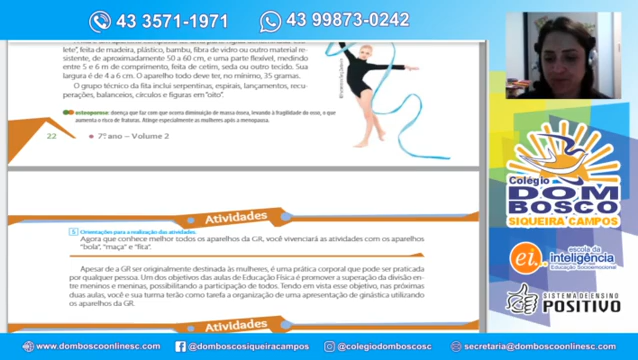 43 3571-1971
43 99873-0242
lete”, feita de madeira, plástico, bambu, fibra de vidro ou outro material re-
sistente, de aproximadamente 50 a 60 cm, e uma parte flexível, medindo
entre 5 e 6 m de comprimento, feita de cetim, seda ou outro tecido. Sua
largura é de 4 a 6 cm. O aparelho todo deve ter, no mínimo, 35 gramas.
O grupo técnico da fita inclui serpentinas, espirais, lançamentos, recu-
perações, balanceios, círculos e figuras em “oito”.
osteoporose: doença que faz com que ocorra diminuição de massa óssea, levando à fragilidade do osso, o que
aumenta o risco de fraturas. Atinge especialmente as mulheres após a menopausa.
22
7º. ano – Volume 2
Atividades
5 Orientações para a realização das atividades.
Agora que conhece melhor todos os aparelhos da GR, você vivenciará as atividades com os aparelhos
“bola”, “maça” e “fita”.
Apesar de a GR ser originalmente destinada às mulheres, é uma prática corporal que pode ser praticada
por qualquer pessoa. Um dos objetivos das aulas de Educação Física é promover a superação da divisão en-
tre meninos e meninas, possibilitando a participação de todos. Tendo em vista esse objetivo, nas próximas
duas aulas, você e sua turma terão como tarefa a organização de uma apresentação de ginástica utilizando
os aparelhos da GR.
Atividades
Colégio
DOM
BOSCO
SIQUEIRA CAMPOS
ei.
escola da
inteligência
Educação Socioemocional
SISTEMA DE ENSINO
POSITIVO
www.domboscoonlinesc.com
@domboscosiqueiracampos
@colegiodomboscosc
secretaria@domboscoonlinesc.com